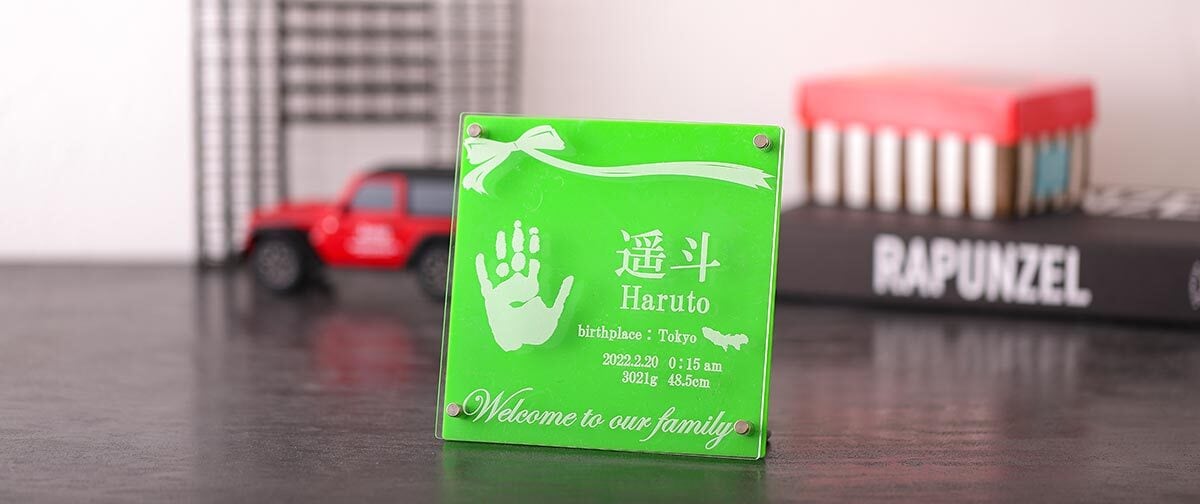 遥斗
Haruto
birthplace : Tokyo
2022.2.20 0:15 am
3021g 48.5cm
Welcome to our family
RAPUNZEL